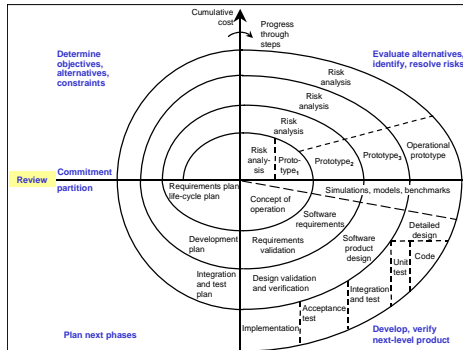 Cumulative
cost
Progress
through
steps
Determine
objectives,
alternatives,
constraints
Evaluate alternatives,
identify, resolve risks
Risk
analysis
Risk
analysis
Risk
analysis
Risk
analy-
sis
Proto-
type1
Prototype2
Prototype3
Operational
prototype
Review
Commitment
partition
Requirements plan
life-cycle plan
Concept of
operation
Simulations, models, benchmarks
Software
requirements
Detailed
design
Development
plan
Requirements
validation
Software
product
design
Unit
test
Code
Integration
and test
plan
Design validation
and verification
Integration
and test
Acceptance
test
Implementation
Plan next phases
Develop, verify
next-level product